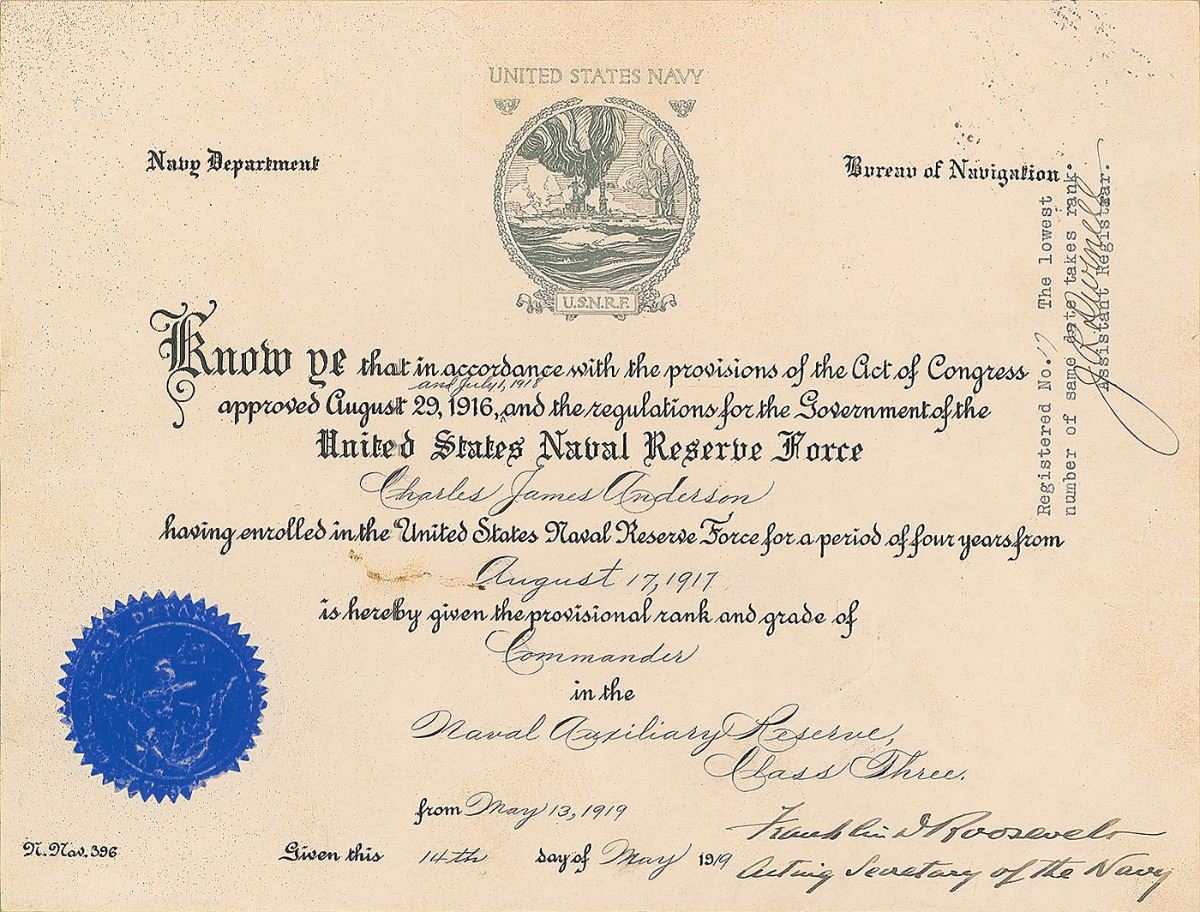 UNITED STATES NAVY
Navy Department
Bureau of Navigation
U.S.N.R.F.
Know ye that in accordance with the provisions of the Act of Congress
and July 1, 1918
approved August 29, 1916, and the regulations for the Government of the
United States Naval Reserve Force
Charles James Anderson
having enrolled in the United States Naval Reserve Force for a period of four years from
August 17, 1917
is hereby given the provisional rank and grade of
Commander
in the
Naval Auxiliary Reserve,
Class Three.
from May 13, 1919
N. Nav. 396
Given this 14th day of May 1919
Franklin D Roosevelt
Acting Secretary of the Navy
Registered No. The lowest
number of same date takes rank.
Assistant Registrar.